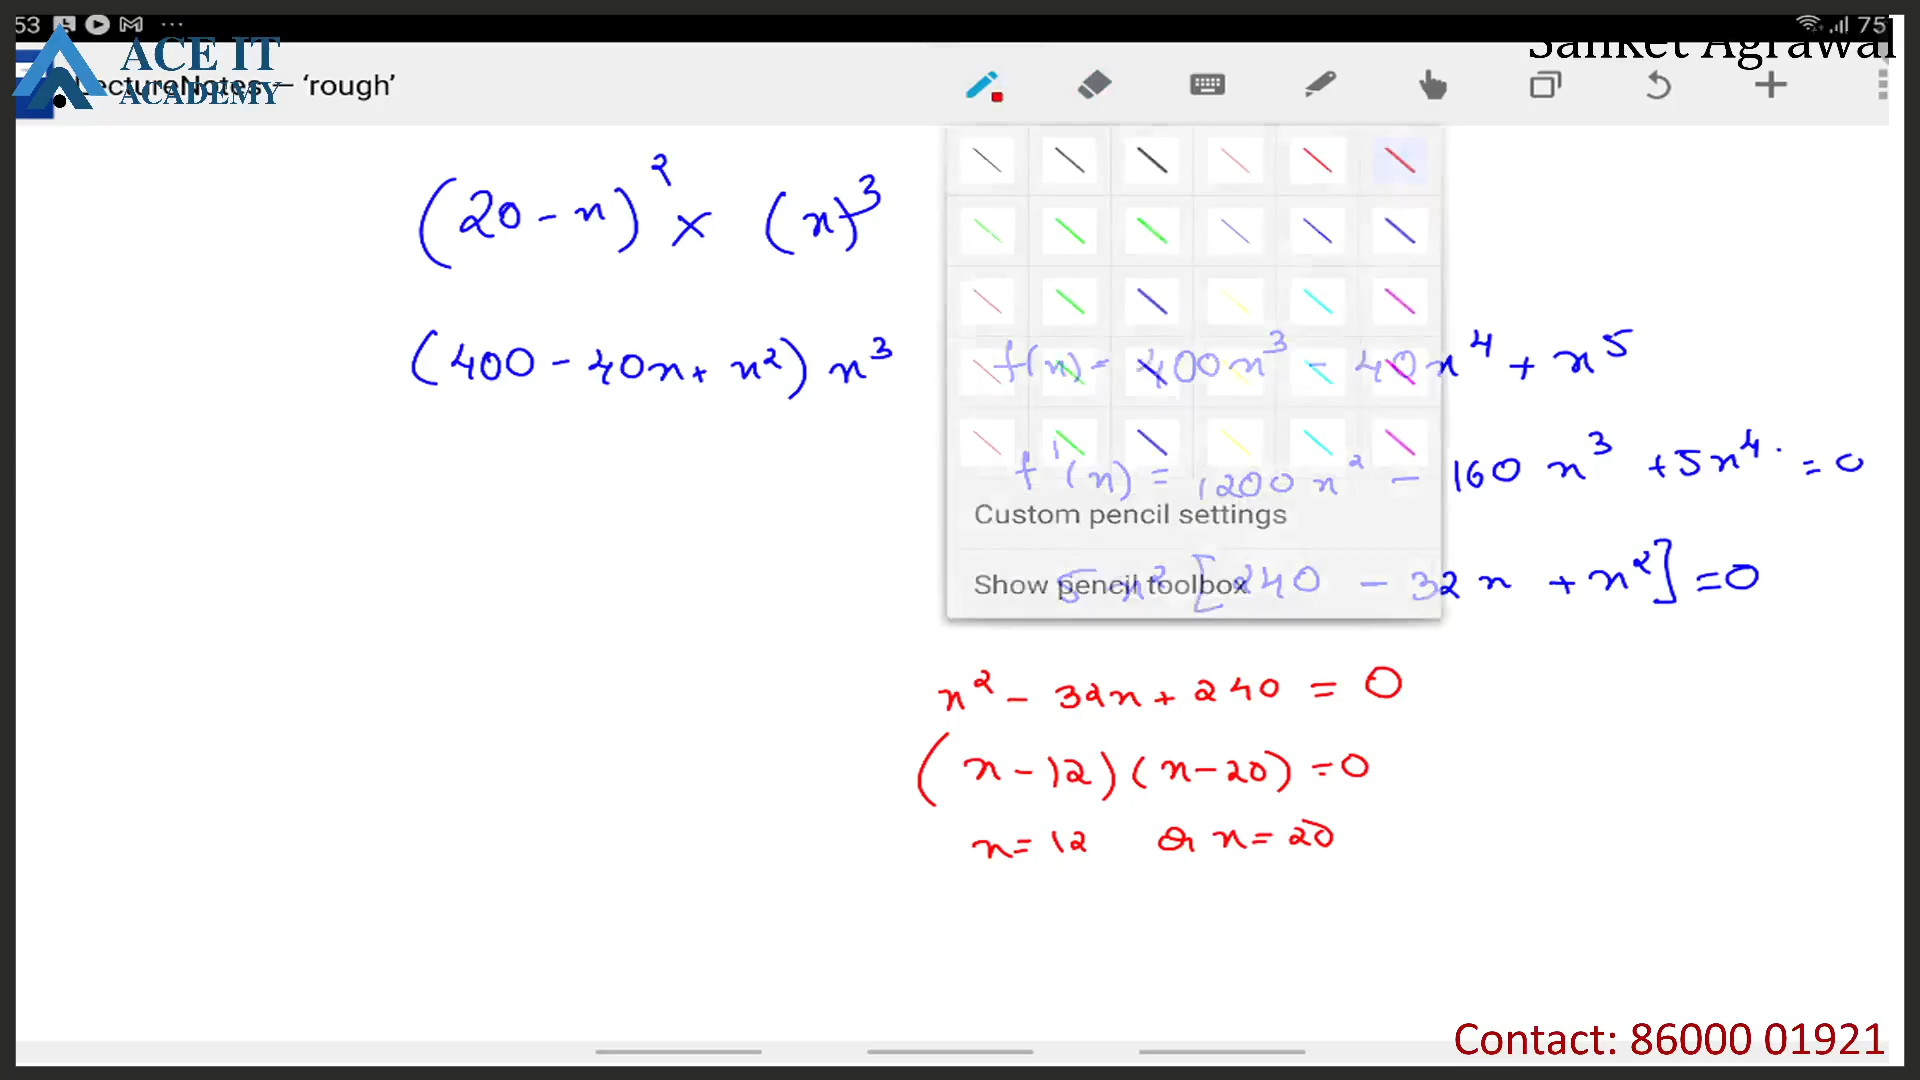 53
75
ACE IT
ACADEMY
LectureNotes — ‘rough’
Sanket Agrawal
(20 - x)² × (x)³
(400 - 40x + x²) x³
f(x) = 400x³ - 40x⁴ + x⁵
f'(x) = 1200x² - 160x³ + 5x⁴ = 0
Custom pencil settings
5x² [240 - 32x + x²] = 0
Show pencil toolbox
x² - 32x + 240 = 0
(x - 12)(x - 20) = 0
x = 12 or x = 20
Contact: 86000 01921